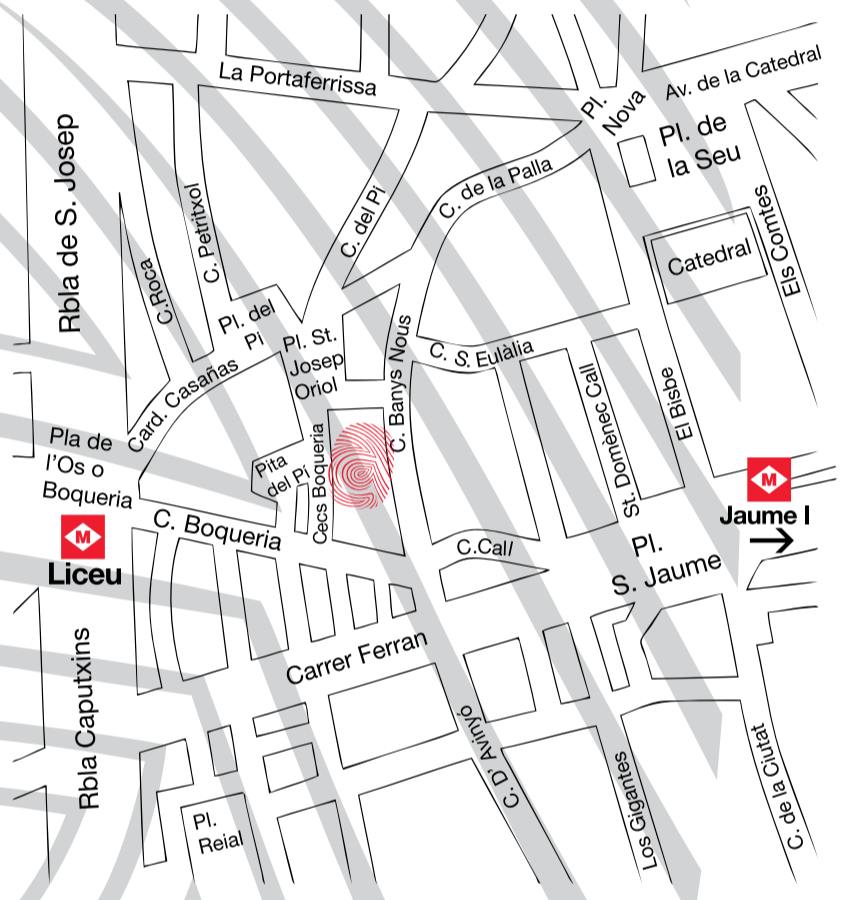 La Portaferrissa
Av. de la Catedral
Pl.
Nova
Pl. de
la Seu
Rbla de S. Josep
C. Petritxol
C. del Pi
C. de la Palla
Els Comtes
Catedral
C.Roca
Pl. del
Pi
Pl. St.
Josep
Oriol
C. Banys Nous
C. S. Eulàlia
Card. Casañas
St. Domènec Call
El Bisbe
Pla de
l'Os o
Boqueria
Pita
del Pí
Cecs Boqueria
M
Jaume I
→
C. Boqueria
M
Liceu
C.Call
Pl.
S. Jaume
Rbla Caputxins
Carrer Ferran
C. D'Avinyó
Los Gigantes
C. de la Ciutat
Pl.
Reial